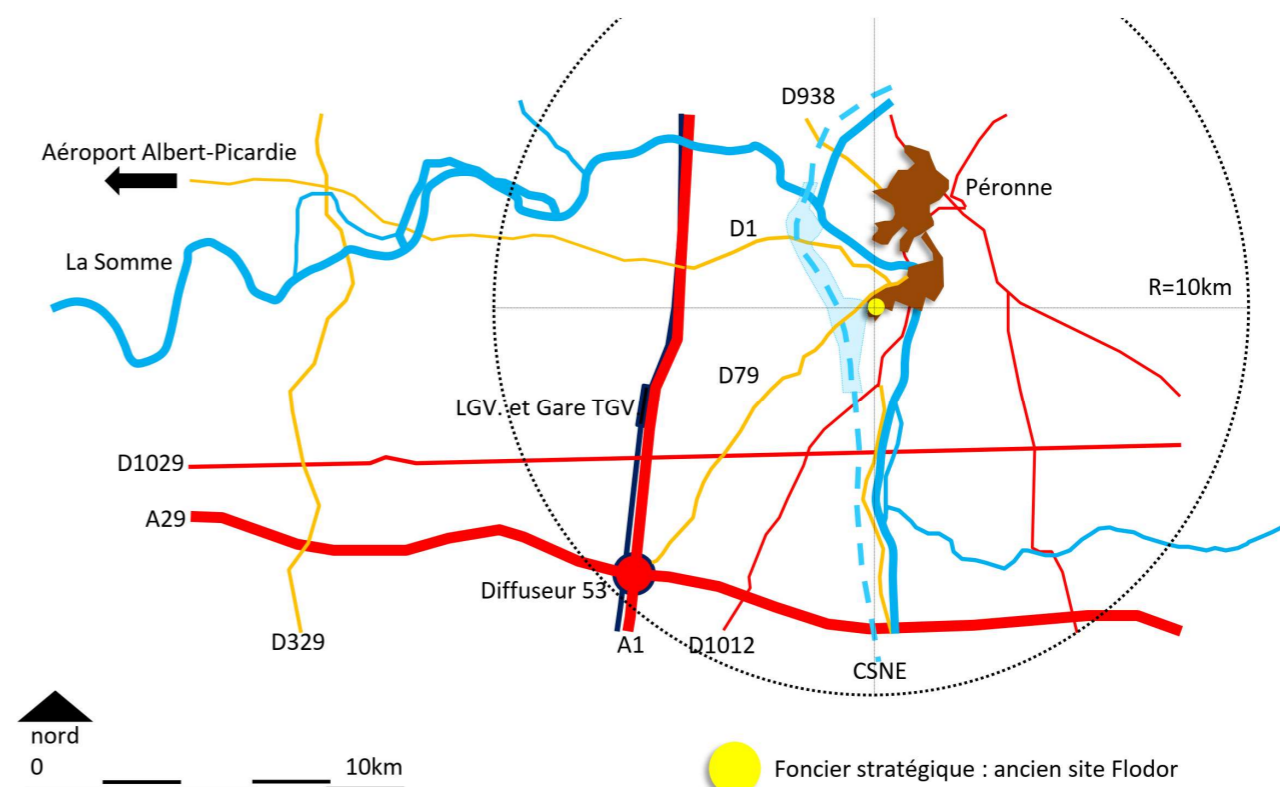 D938
Aéroport Albert-Picardie
Péronne
D1
La Somme
R=10km
D79
LGV. et Gare TGV
D1029
A29
Diffuseur 53
D329
A1
D1012
CSNE
nord
0
10km
Foncier stratégique : ancien site Flodor